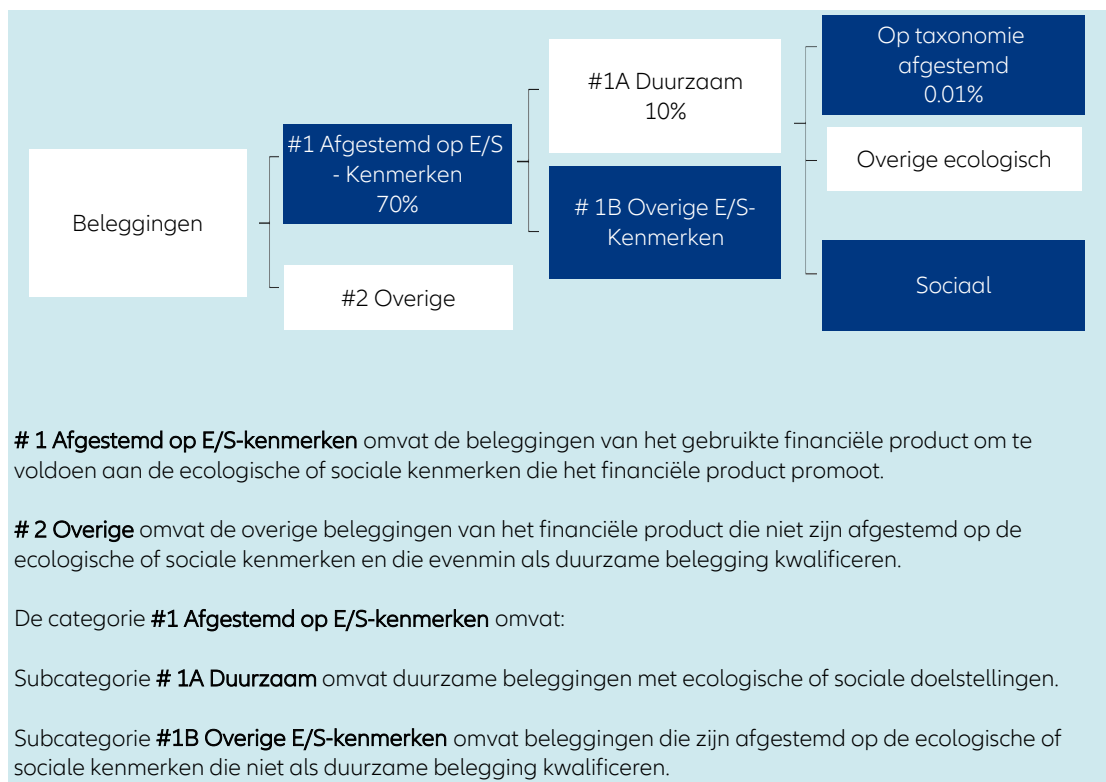 Beleggingen
#1 Afgestemd op E/S
- Kenmerken
70%
#2 Overige
#1A Duurzaam
10%
# 1B Overige E/S-
Kenmerken
Op taxonomie
afgestemd
0.01%
Overige ecologisch
Sociaal
# 1 Afgestemd op E/S-kenmerken omvat de beleggingen van het gebruikte financiële product om te
voldoen aan de ecologische of sociale kenmerken die het financiële product promoot.
# 2 Overige omvat de overige beleggingen van het financiële product die niet zijn afgestemd op de
ecologische of sociale kenmerken en die evenmin als duurzame belegging kwalificeren.
De categorie #1 Afgestemd op E/S-kenmerken omvat:
Subcategorie # 1A Duurzaam omvat duurzame beleggingen met ecologische of sociale doelstellingen.
Subcategorie #1B Overige E/S-kenmerken omvat beleggingen die zijn afgestemd op de ecologische of
sociale kenmerken die niet als duurzame belegging kwalificeren.